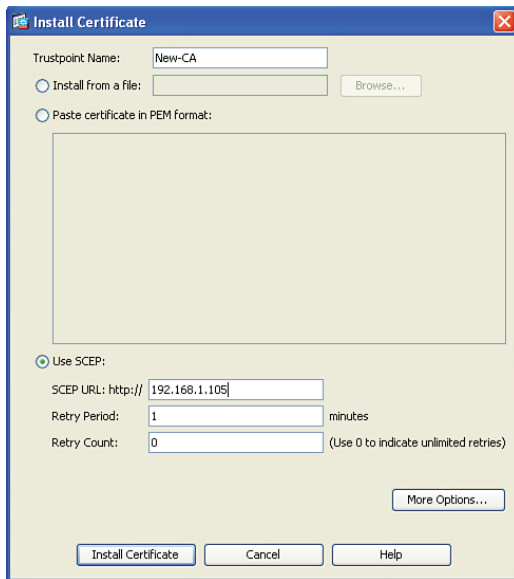 Install Certificate
Trustpoint Name: New-CA
Install from a file: Browse...
Paste certificate in PEM format:
Use SCEP:
SCEP URL: http:// 192.168.1.105
Retry Period: 1 minutes
Retry Count: 0 (Use 0 to indicate unlimited retries)
More Options...
Install Certificate Cancel Help